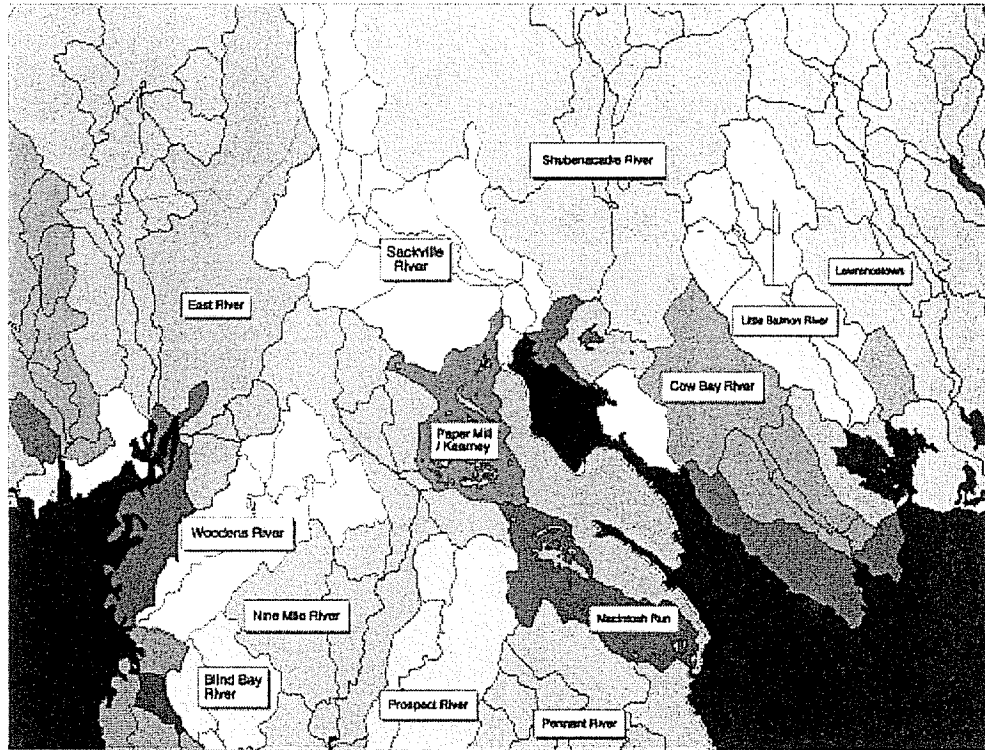 Shubenacadie River
Sackville
River
Lawrencetown
East River
Little Salmon River
Cow Bay River
Paper Mill
/ Kearney
Woodens River
Nine Mile River
MacIntosh Run
Blind Bay
River
Prospect River
Pennant River